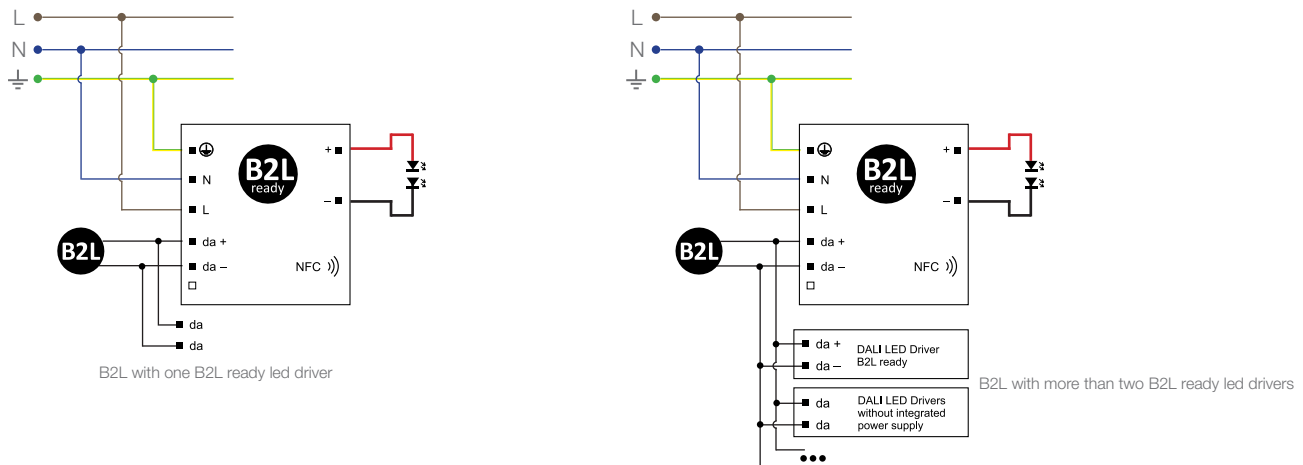 L
N
B2L
ready
N
L
+
–
B2L
da +
da –
NFC
da
da
B2L with one B2L ready led driver
L
N
B2L
ready
N
L
+
–
B2L
da +
da –
NFC
da +
da –
DALI LED Driver
B2L ready
da
da
DALI LED Drivers
without integrated
power supply
B2L with more than two B2L ready led drivers